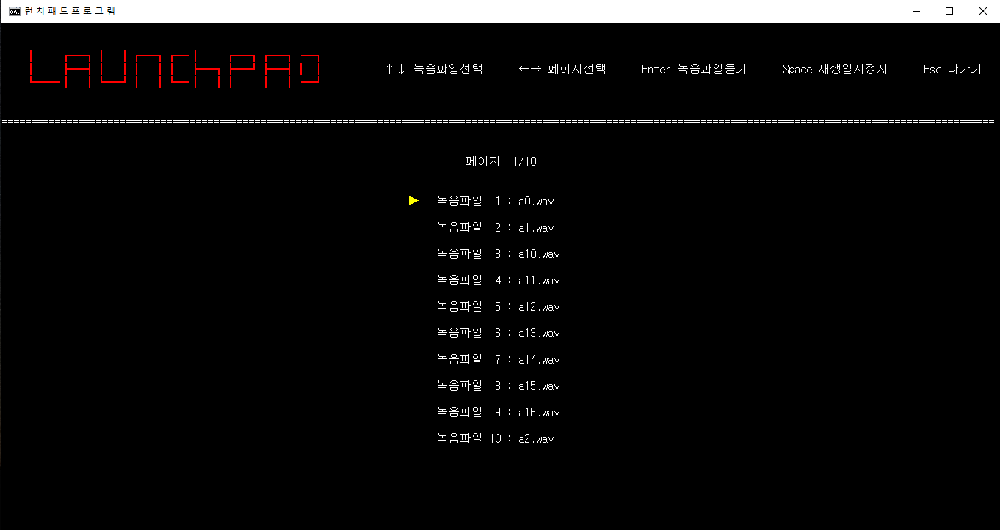 런치패드프로그램
LAUNChPAD
↑↓ 녹음파일선택 ←→ 페이지선택 Enter 녹음파일듣기 Space 재생일지정지 Esc 나가기
페이지 1/10
▶ 녹음파일 1 : a0.wav
녹음파일 2 : a1.wav
녹음파일 3 : a10.wav
녹음파일 4 : a11.wav
녹음파일 5 : a12.wav
녹음파일 6 : a13.wav
녹음파일 7 : a14.wav
녹음파일 8 : a15.wav
녹음파일 9 : a16.wav
녹음파일 10 : a2.wav